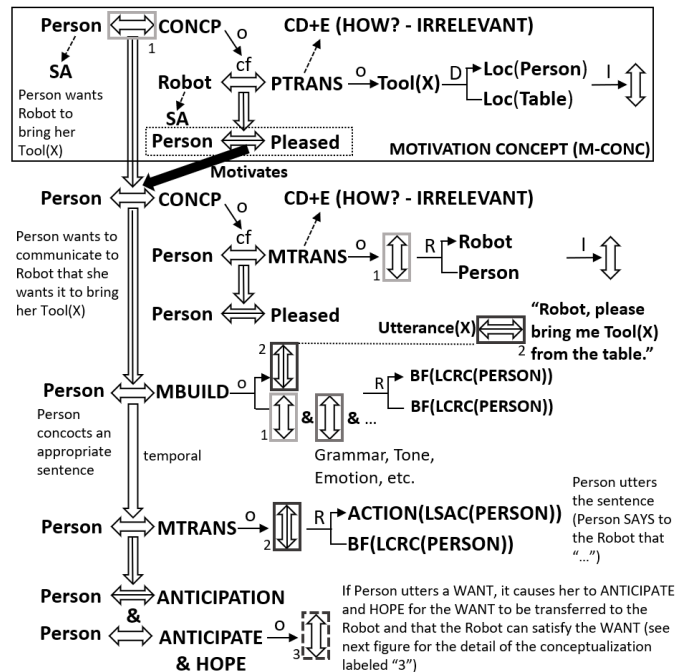 Person CONCP o CD+E (HOW? - IRRELEVANT)
1
cf
SA Robot PTRANS o Tool(X) D Loc(Person) I
Loc(Table)
Person wants
Robot to
bring her
Tool(X)
SA
Person Pleased
MOTIVATION CONCEPT (M-CONC)
Motivates
Person CONCP o CD+E (HOW? - IRRELEVANT)
cf
Person wants to
communicate to
Robot that she
wants it to bring
her Tool(X)
Person MTRANS o 1 R Robot I
Person
Person Pleased
Utterance(X) 2 "Robot, please
bring me Tool(X)
from the table."
2
Person MBUILD o R BF(LCRC(PERSON))
BF(LCRC(PERSON))
1 & & ...
Person
concocts an
appropriate
sentence
temporal
Grammar, Tone,
Emotion, etc.
Person MTRANS o 2 R ACTION(LSAC(PERSON))
BF(LCRC(PERSON))
Person utters
the sentence
(Person SAYS to
the Robot that
"...")
Person ANTICIPATION
&
Person ANTICIPATE o 3
& HOPE
If Person utters a WANT, it causes her to ANTICIPATE
and HOPE for the WANT to be transferred to the
Robot and that the Robot can satisfy the WANT (see
next figure for the detail of the conceptualization
labeled "3")